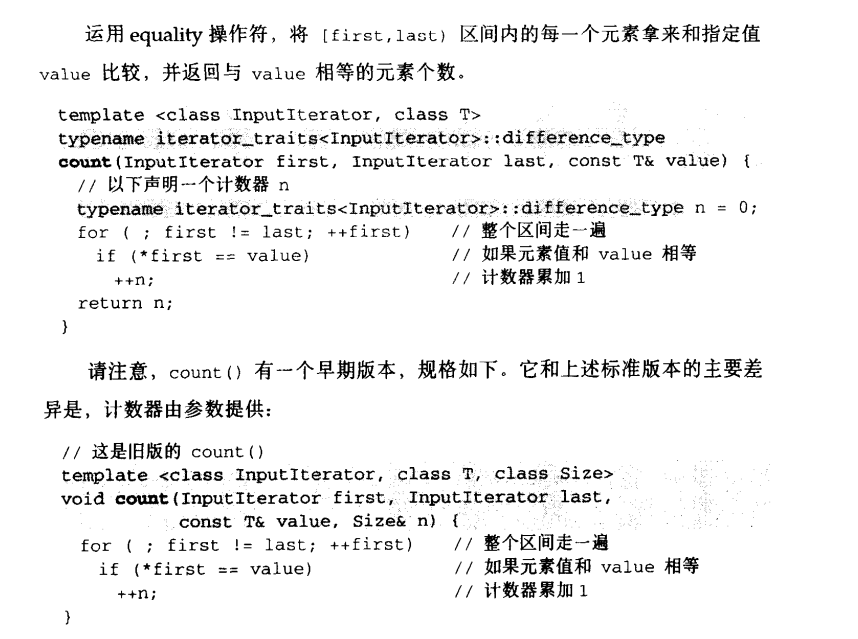 运用 equality 操作符，将 [first,last) 区间内的每一个元素拿来和指定值
value 比较，并返回与 value 相等的元素个数。
template <class InputIterator, class T>
typename iterator_traits<InputIterator>::difference_type
count(InputIterator first, InputIterator last, const T& value) {
// 以下声明一个计数器 n
typename iterator_traits<InputIterator>::difference_type n = 0;
for ( ; first != last; ++first) // 整个区间走一遍
if (*first == value) // 如果元素值和 value 相等
++n; // 计数器累加 1
return n;
}
请注意，count() 有一个早期版本，规格如下。它和上述标准版本的主要差
异是，计数器由参数提供：
// 这是旧版的 count()
template <class InputIterator, class T, class Size>
void count(InputIterator first, InputIterator last,
const T& value, Size& n) {
for ( ; first != last; ++first) // 整个区间走一遍
if (*first == value) // 如果元素值和 value 相等
++n; // 计数器累加 1
}